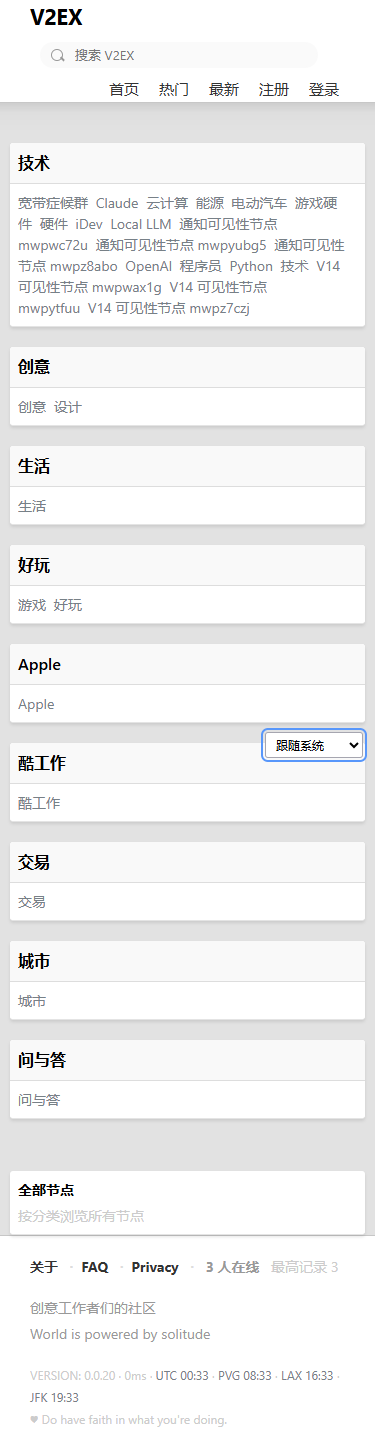 V2EX
搜索 V2EX
首页 热门 最新 注册 登录
技术
宽带症候群 Claude 云计算 能源 电动汽车 游戏硬
件 硬件 iDev Local LLM 通知可见性节点
mwpwc72u 通知可见性节点 mwpyubg5 通知可见性
节点 mwpz8abo OpenAI 程序员 Python 技术 V14
可见性节点 mwpwax1g V14 可见性节点
mwpytfuu V14 可见性节点 mwpz7czj
创意
创意 设计
生活
生活
好玩
游戏 好玩
Apple
Apple
跟随系统
酷工作
酷工作
交易
交易
城市
城市
问与答
问与答
全部节点
按分类浏览所有节点
关于 · FAQ · Privacy · 3 人在线 最高记录 3
创意工作者们的社区
World is powered by solitude
VERSION: 0.0.20 · 0ms · UTC 00:33 · PVG 08:33 · LAX 16:33 ·
JFK 19:33
♥ Do have faith in what you're doing.